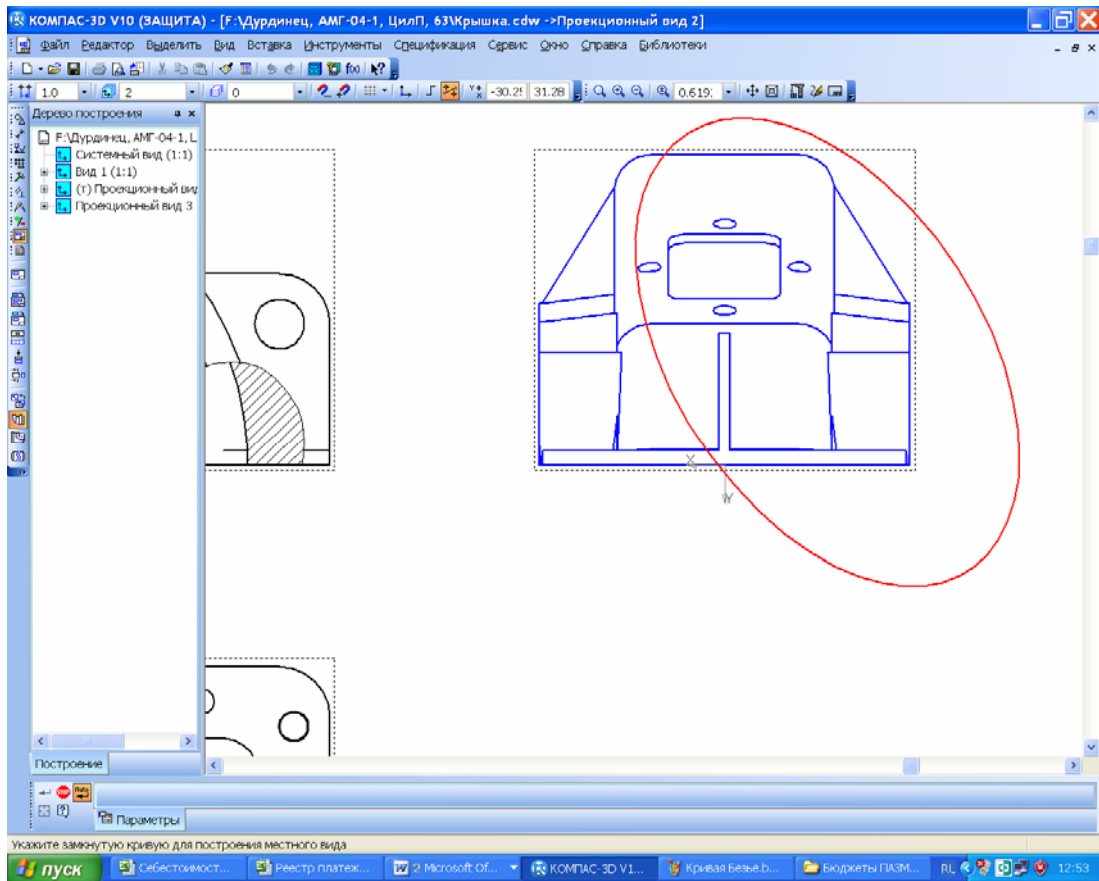 КОМПАС-3D V10 (ЗАЩИТА) - [F:\Дурдинец, АМГ-04-1, ЦилП, 63\Крышка.cdw ->Проекционный вид 2]
Файл Редактор Выделить Вид Вставка Инструменты Спецификация Сервис Окно Справка Библиотеки
1.0 2 0 -30.25 31.28 0.619:
Дерево построения
F:\Дурдинец, АМГ-04-1, L
Системный вид (1:1)
Вид 1 (1:1)
(т) Проекционный вид
Проекционный вид 3
X
Y
Построение
STOP Auto
Параметры
Укажите замкнутую кривую для построения местного вида
пуск Себестоимост... Реестр платеж... 2 Microsoft Of... КОМПАС-3D V1... Кривая Безье.b... Бюджеты ПАЗМ... RL 12:53